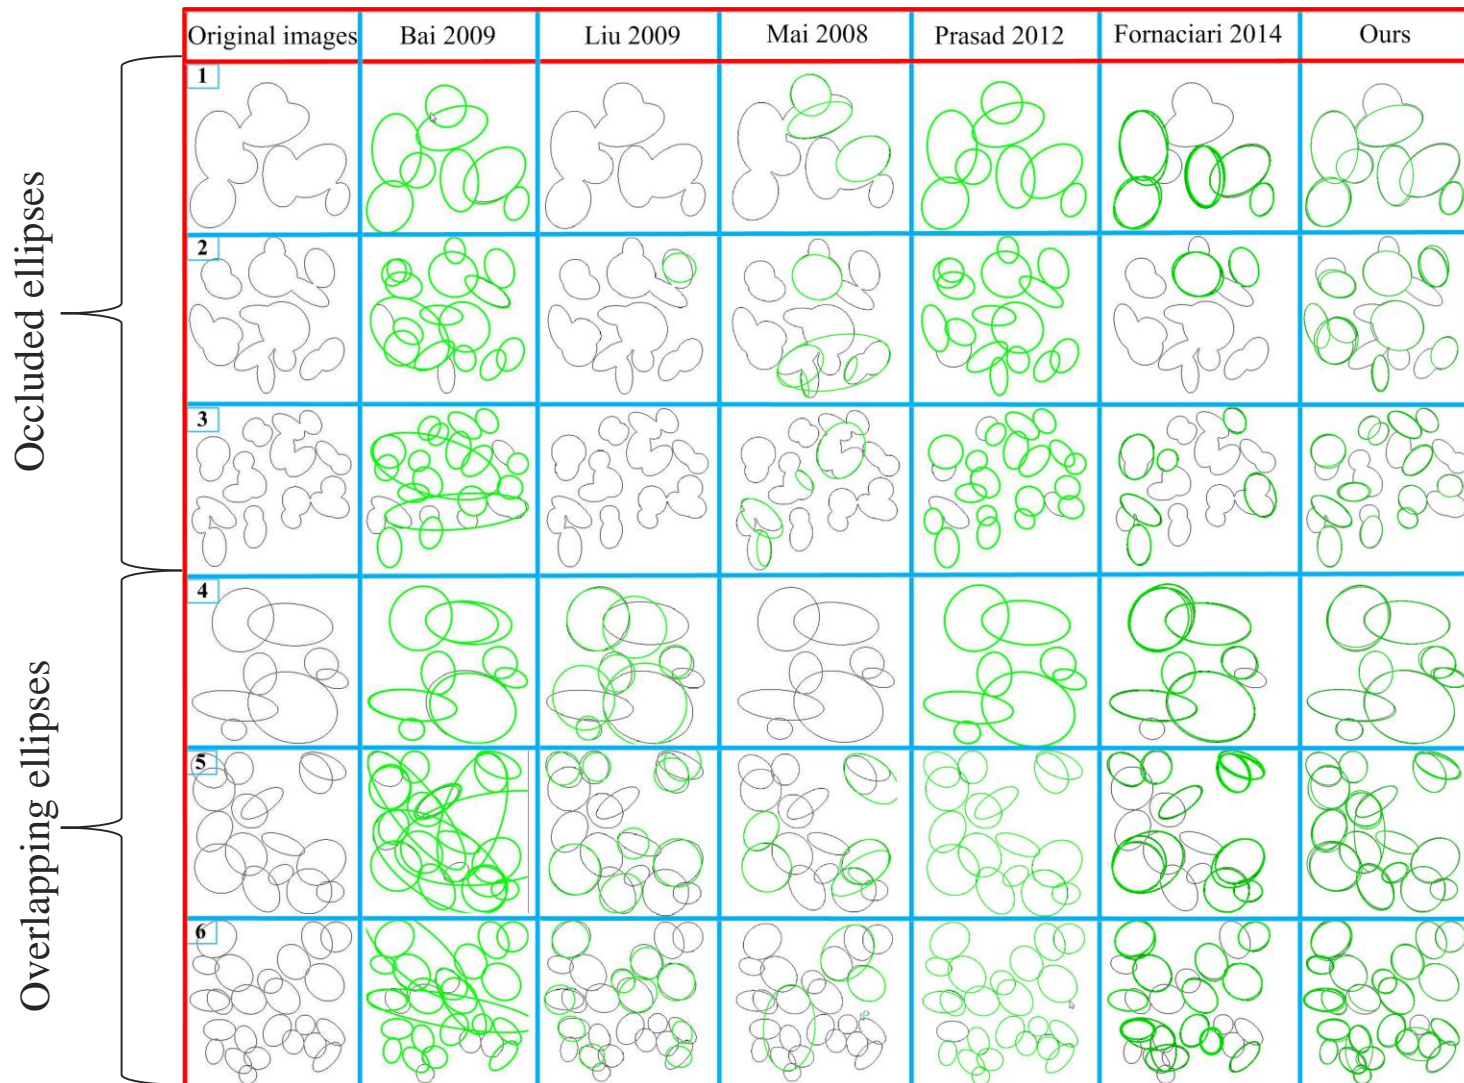 Original images
Bai 2009
Liu 2009
Mai 2008
Prasad 2012
Fornaciari 2014
Ours
Occluded ellipses
1
2
3
Overlapping ellipses
4
5
6